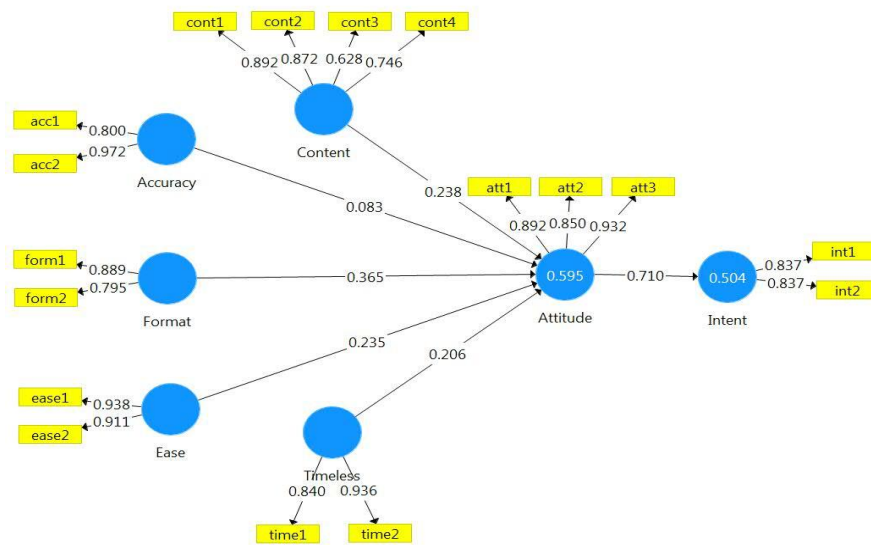 cont1 cont2 cont3 cont4
0.892 0.872 0.628 0.746
Content
acc1 0.800
acc2 0.972
Accuracy
0.238
0.083
att1 att2 att3
0.892 0.850 0.932
form1 0.889
form2 0.795
Format
0.365
0.595
Attitude
0.710
0.504
Intent
0.837 int1
0.837 int2
0.235
0.206
ease1 0.938
ease2 0.911
Ease
Timeless
0.840 0.936
time1 time2